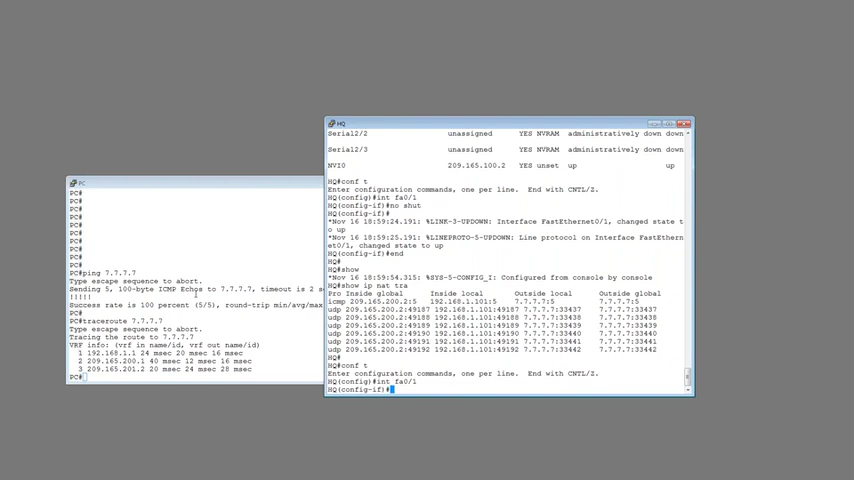 PC
PC#
PC#
PC#
PC#
PC#
PC#
PC#
PC#
PC#
PC#
PC#ping 7.7.7.7
Type escape sequence to abort.
Sending 5, 100-byte ICMP Echos to 7.7.7.7, timeout is 2 s
!!!!!
Success rate is 100 percent (5/5), round-trip min/avg/max
PC#
PC#traceroute 7.7.7.7
Type escape sequence to abort.
Tracing the route to 7.7.7.7
VRF info: (vrf in name/id, vrf out name/id)
1 192.168.1.1 24 msec 20 msec 16 msec
2 209.165.200.1 40 msec 12 msec 16 msec
3 209.165.201.2 20 msec 24 msec 28 msec
PC#
HQ
Serial2/2 unassigned YES NVRAM administratively down down
Serial2/3 unassigned YES NVRAM administratively down down
NVI0 209.165.100.2 YES unset up up
HQ#conf t
Enter configuration commands, one per line. End with CNTL/Z.
HQ(config)#int fa0/1
HQ(config-if)#no shut
HQ(config-if)#
*Nov 16 18:59:24.191: %LINK-3-UPDOWN: Interface FastEthernet0/1, changed state t
o up
*Nov 16 18:59:25.191: %LINEPROTO-5-UPDOWN: Line protocol on Interface FastEthern
et0/1, changed state to up
HQ(config-if)#end
HQ#
HQ#show
*Nov 16 18:59:54.315: %SYS-5-CONFIG_I: Configured from console by console
HQ#show ip nat tra
Pro Inside global Inside local Outside local Outside global
icmp 209.165.200.2:5 192.168.1.101:5 7.7.7.7:5 7.7.7.7:5
udp 209.165.200.2:49187 192.168.1.101:49187 7.7.7.7:33437 7.7.7.7:33437
udp 209.165.200.2:49188 192.168.1.101:49188 7.7.7.7:33438 7.7.7.7:33438
udp 209.165.200.2:49189 192.168.1.101:49189 7.7.7.7:33439 7.7.7.7:33439
udp 209.165.200.2:49190 192.168.1.101:49190 7.7.7.7:33440 7.7.7.7:33440
udp 209.165.200.2:49191 192.168.1.101:49191 7.7.7.7:33441 7.7.7.7:33441
udp 209.165.200.2:49192 192.168.1.101:49192 7.7.7.7:33442 7.7.7.7:33442
HQ#
HQ#conf t
Enter configuration commands, one per line. End with CNTL/Z.
HQ(config)#int fa0/1
HQ(config-if)#